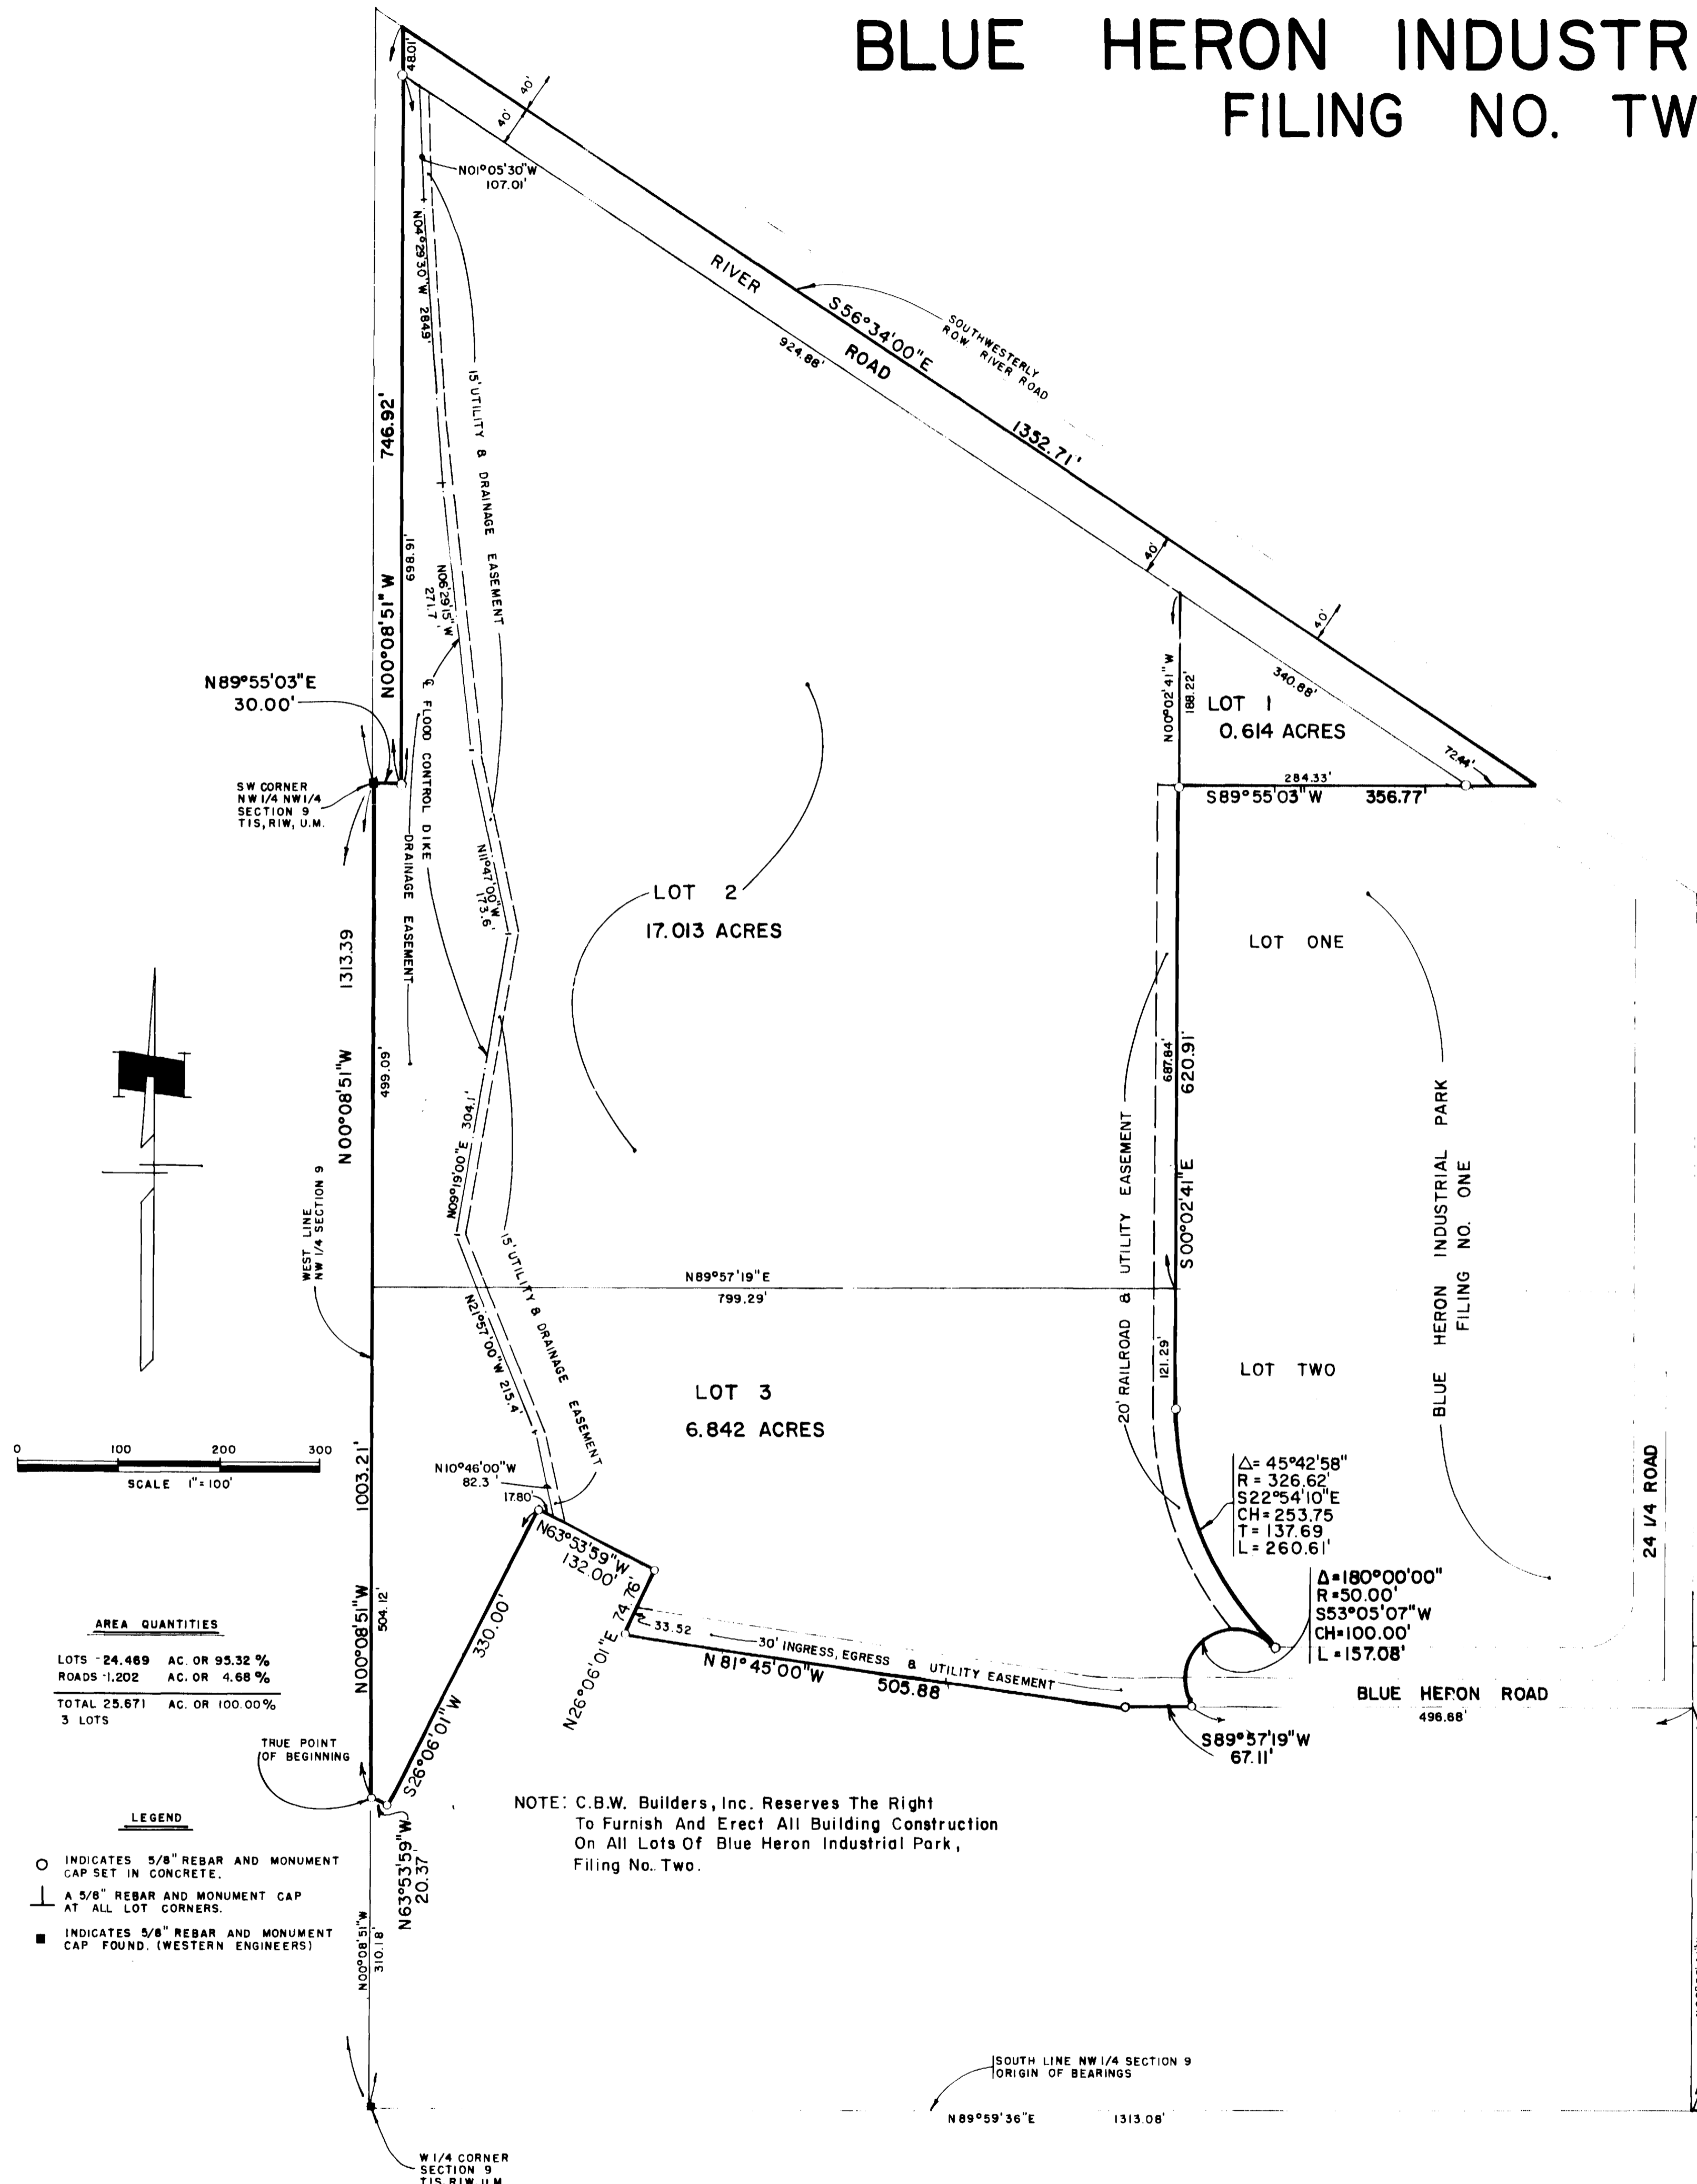 BLUE HERON INDUSTR
FILING NO. TW
48.01'
40'
40'
N01°05'30"W
107.01'
N04°29'30"W 284.9'
15' UTILITY & DRAINAGE EASEMENT
RIVER ROAD
S56°34'00"E
1352.71'
924.88'
SOUTHWESTERLY
R.O.W. RIVER ROAD
746.92'
N00°08'51"W
698.91'
N06°29'15"W
271.7'
40'
40'
340.88'
N00°02'41"W
188.22'
LOT 1
0.614 ACRES
72.44'
284.33'
S89°55'03"W 356.77'
N89°55'03"E
30.00'
SW CORNER
NW 1/4 NW 1/4
SECTION 9
T1S, R1W, U.M.
℄ FLOOD CONTROL DIKE
DRAINAGE EASEMENT
N11°47'00"W
173.6'
LOT 2
17.013 ACRES
LOT ONE
N00°08'51"W 1313.39
499.09'
N09°19'00"E 304.1'
687.84'
620.91'
S00°02'41"E
20' RAILROAD & UTILITY EASEMENT
BLUE HERON INDUSTRIAL PARK
FILING NO. ONE
WEST LINE
NW 1/4 SECTION 9
N89°57'19"E
799.29'
15' UTILITY & DRAINAGE EASEMENT
N21°57'00"W 215.4'
121.29'
LOT TWO
LOT 3
6.842 ACRES
0 100 200 300
SCALE 1"=100'
1003.21'
N00°08'51"W
504.12'
N10°46'00"W
82.3'
17.80'
N63°53'59"W
132.00'
74.76'
N26°06'01"E
33.52
330.00'
S26°06'01"W
30' INGRESS, EGRESS & UTILITY EASEMENT
N81°45'00"W 505.88
Δ= 45°42'58"
R = 326.62'
S22°54'10"E
CH= 253.75
T= 137.69
L= 260.61'
Δ=180°00'00"
R=50.00'
S53°05'07"W
CH=100.00'
L=157.08'
24 1/4 ROAD
BLUE HERON ROAD
496.68'
S89°57'19"W
67.11'
AREA QUANTITIES
LOTS -24.469 AC. OR 95.32 %
ROADS -1.202 AC. OR 4.68 %
TOTAL 25.671 AC. OR 100.00%
3 LOTS
TRUE POINT
OF BEGINNING
N63°53'59"W
20.37'
NOTE: C.B.W. Builders, Inc. Reserves The Right
To Furnish And Erect All Building Construction
On All Lots Of Blue Heron Industrial Park,
Filing No. Two.
LEGEND
INDICATES 5/8" REBAR AND MONUMENT
CAP SET IN CONCRETE.
A 5/8" REBAR AND MONUMENT CAP
AT ALL LOT CORNERS.
INDICATES 5/8" REBAR AND MONUMENT
CAP FOUND. (WESTERN ENGINEERS)
N00°08'51"W
310.18'
SOUTH LINE NW 1/4 SECTION 9
ORIGIN OF BEARINGS
N89°59'36"E 1313.08'
W 1/4 CORNER
SECTION 9
T1S, R1W, U.M.